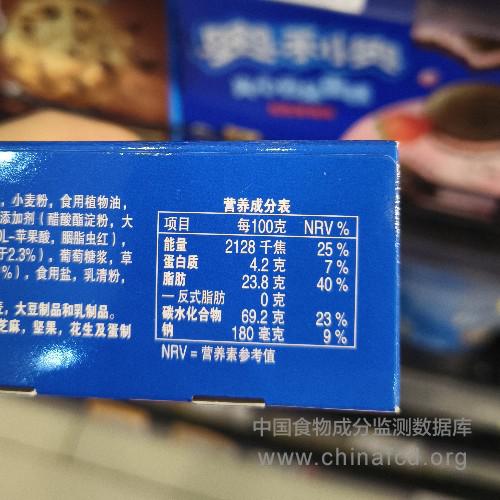 奥利奥
，小麦粉，食用植物油，
添加剂（醋酸酯淀粉，大
DL-苹果酸，胭脂虫红），
于2.3%），葡萄糖浆，草
%），食用盐，乳清粉，
，大豆制品和乳制品。
芝麻，坚果，花生及蛋制
营养成分表
项目 每100克 NRV %
能量 2128 千焦 25 %
蛋白质 4.2 克 7 %
脂肪 23.8 克 40 %
— 反式脂肪 0 克
碳水化合物 69.2 克 23 %
钠 180 毫克 9 %
NRV = 营养素参考值
中国食物成分监测数据库
www.chinafcd.org